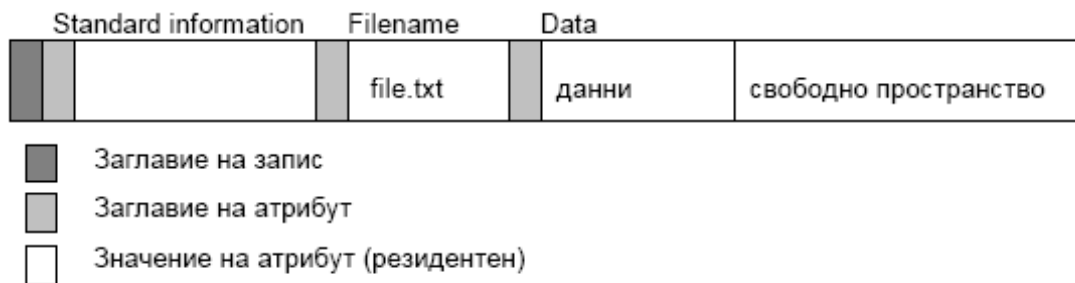 Standard information Filename Data
file.txt данни свободно пространство
Заглавие на запис
Заглавие на атрибут
Значение на атрибут (резидентен)